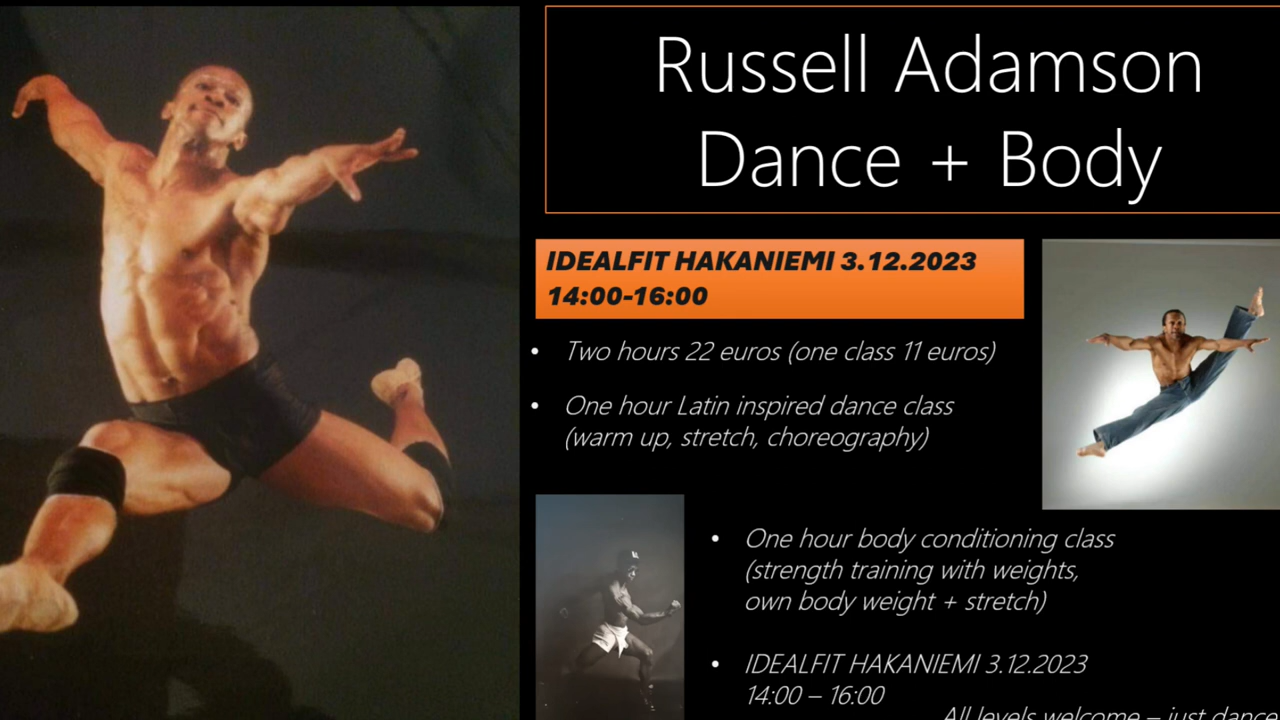 Russell Adamson
Dance + Body
IDEALFIT HAKANIEMI 3.12.2023
14:00-16:00
• Two hours 22 euros (one class 11 euros)
• One hour Latin inspired dance class
(warm up, stretch, choreography)
• One hour body conditioning class
(strength training with weights,
own body weight + stretch)
• IDEALFIT HAKANIEMI 3.12.2023
14:00 – 16:00
All levels welcome – just dance